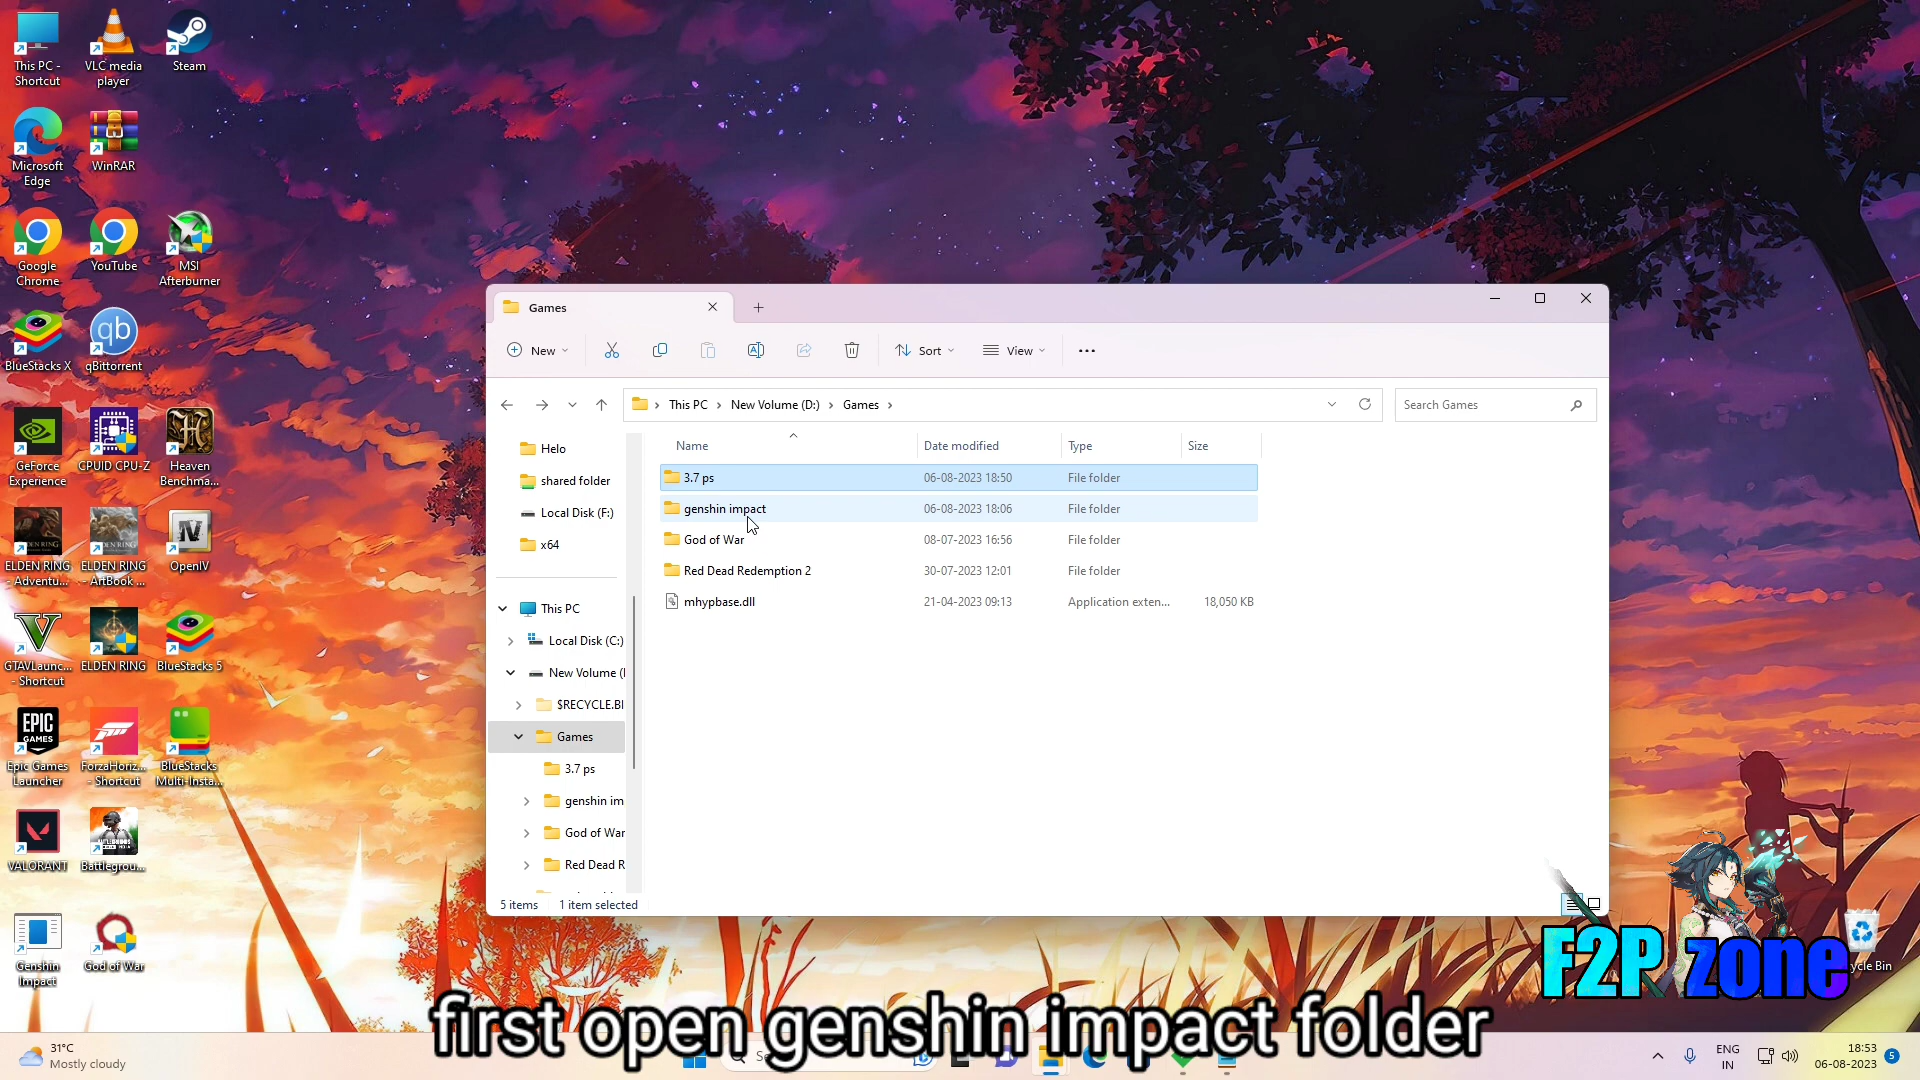 This PC -
Shortcut
VLC media
player
Steam
Microsoft
Edge
WinRAR
Google
Chrome
YouTube
MSI
Afterburner
BlueStacks X
qb
qBittorrent
GeForce
Experience
CPUID CPU-Z
Heaven
Benchma...
ELDEN RING
- Adventu...
ELDEN RING
- ArtBook ...
OpenIV
GTAVLaunc...
- Shortcut
ELDEN RING
BlueStacks 5
EPIC
GAMES
Epic Games
Launcher
ForzaHoriz...
- Shortcut
BlueStacks
Multi-Insta...
VALORANT
Battlegrou...
Genshin
Impact
God of War
Games
New
Sort
View
This PC
New Volume (D:)
Games
Search Games
Name
Date modified
Type
Size
3.7 ps 06-08-2023 18:50 File folder
genshin impact 06-08-2023 18:06 File folder
God of War 08-07-2023 16:56 File folder
Red Dead Redemption 2 30-07-2023 12:01 File folder
mhypbase.dll 21-04-2023 09:13 Application exten... 18,050 KB
Helo
shared folder
Local Disk (F:)
x64
This PC
Local Disk (C:)
New Volume (
$RECYCLE.BI
Games
3.7 ps
genshin im
God of War
Red Dead R
5 items 1 item selected
F2P zone
ycle Bin
first open genshin impact folder
31°C
Mostly cloudy
ENG
IN
18:53
06-08-2023
5